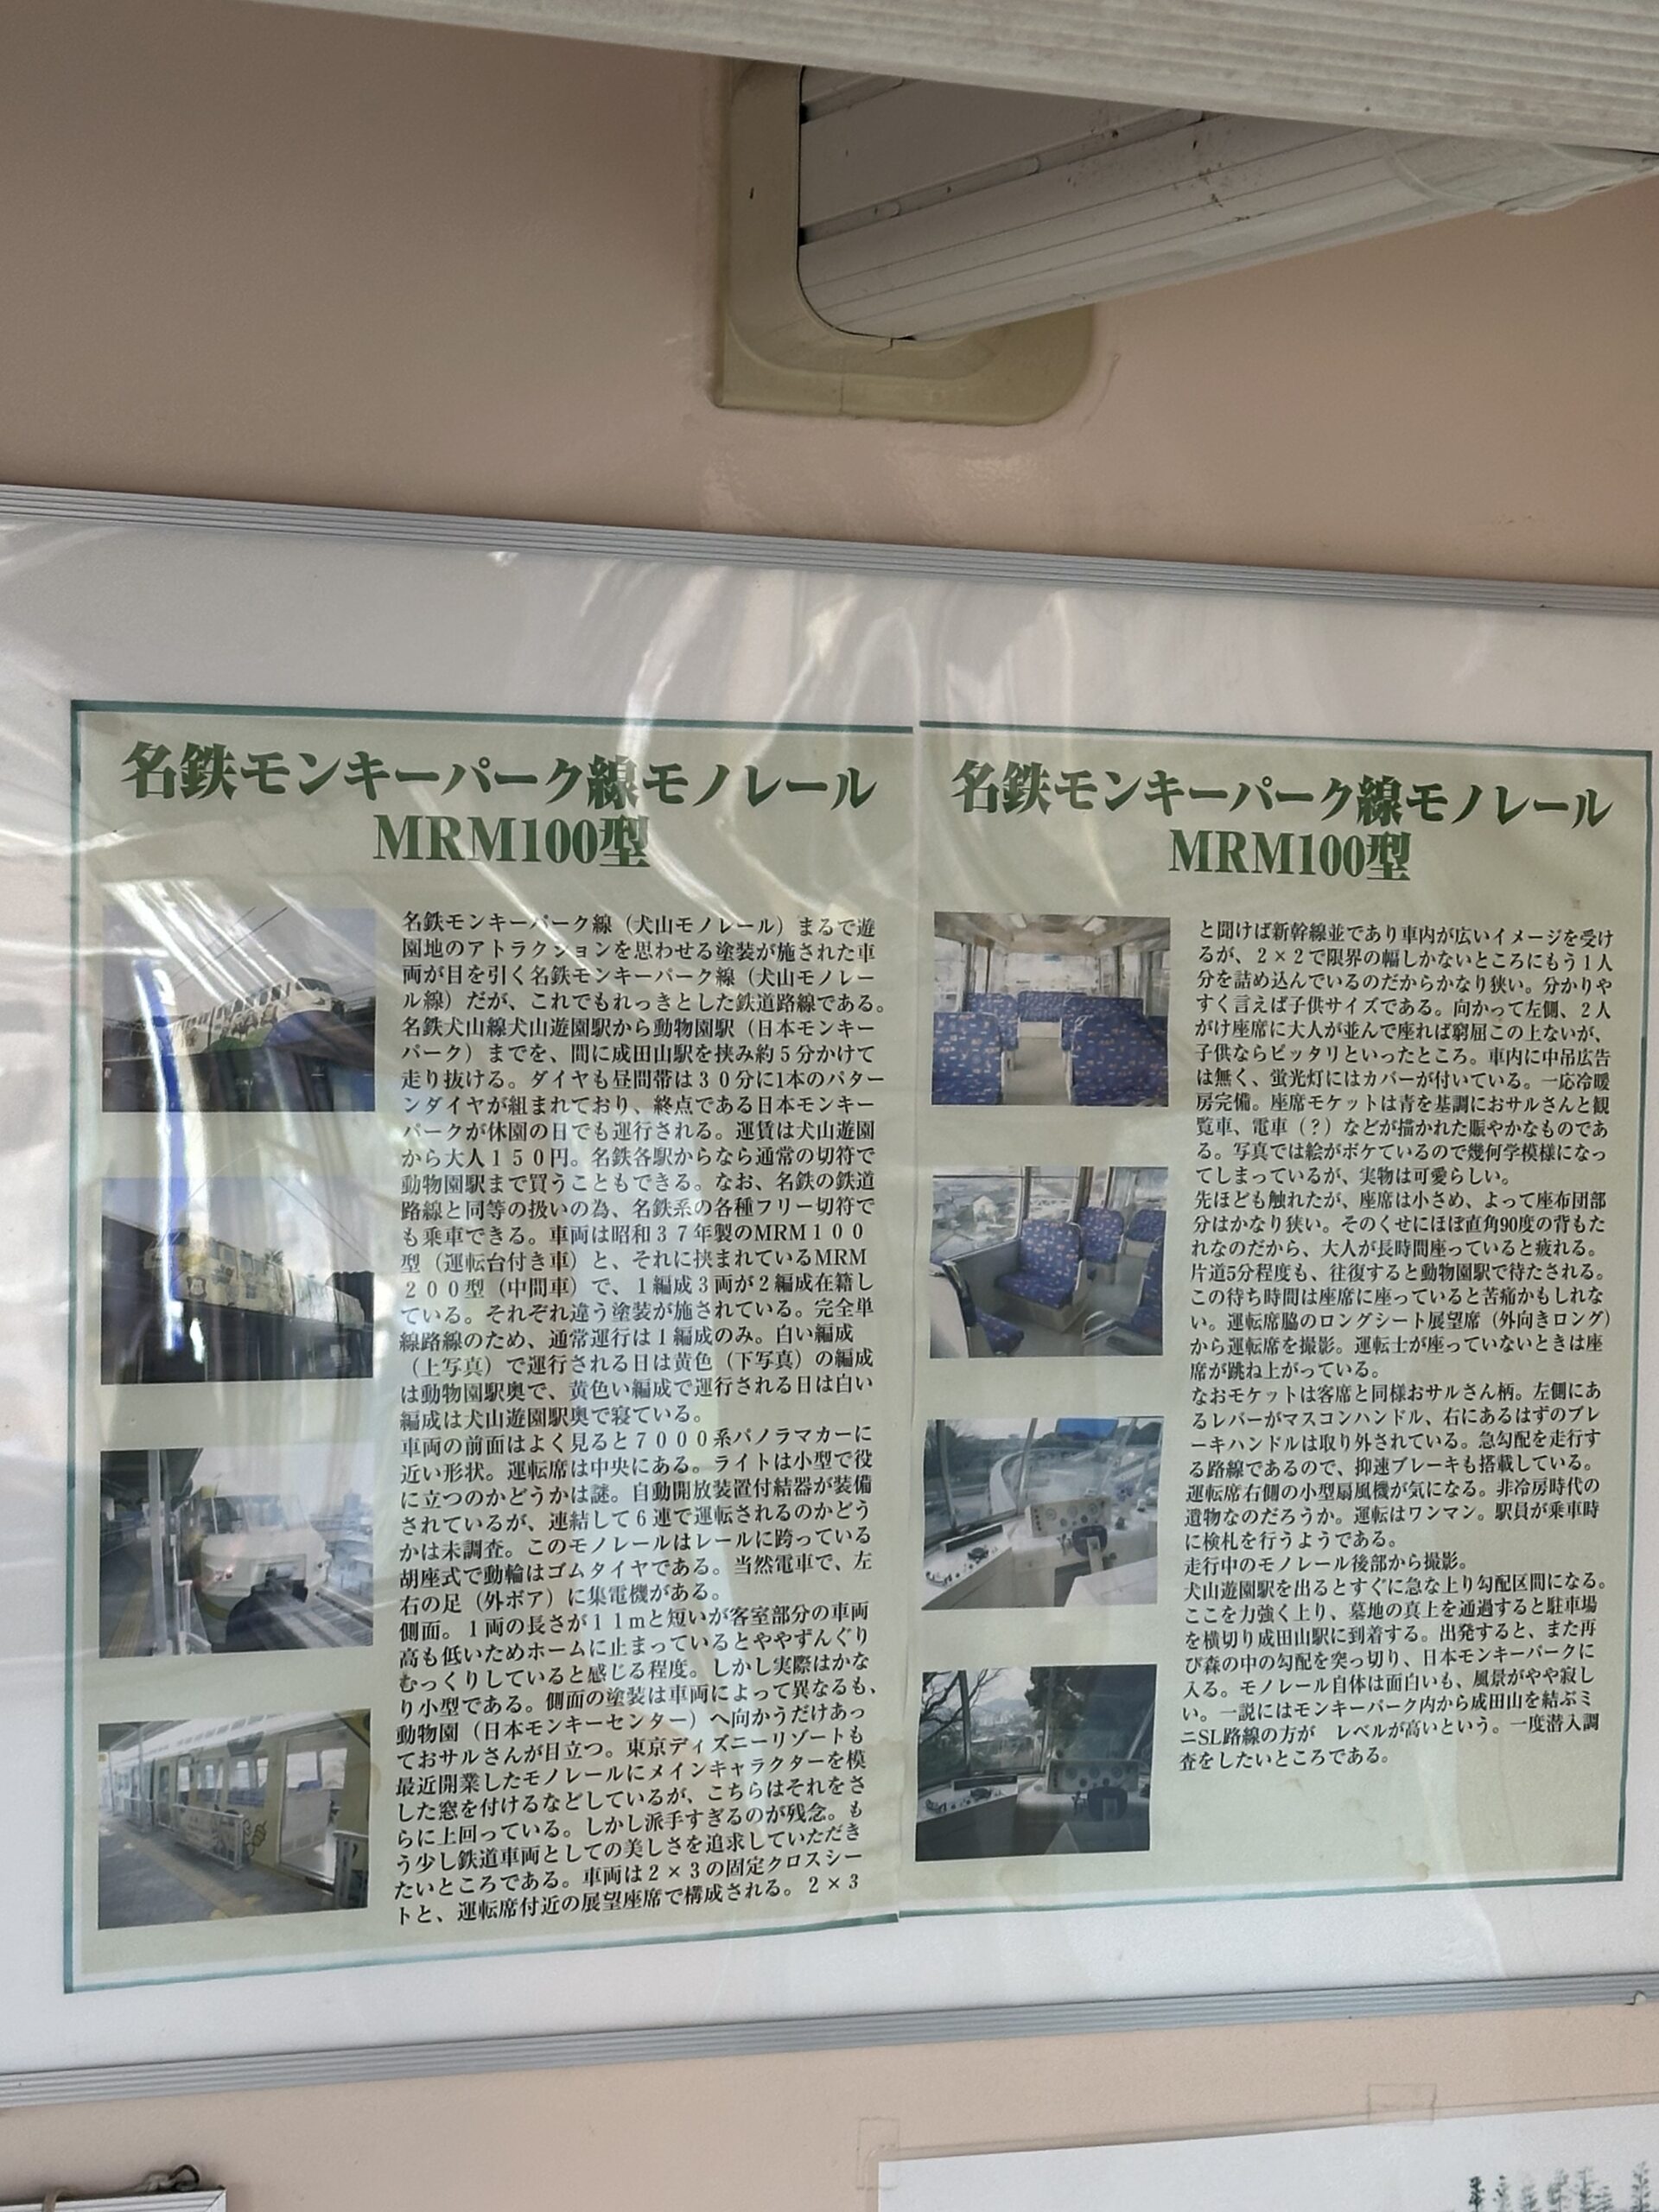 名鉄モンキーパーク線モノレール
MRM100型
名鉄モンキーパーク線（犬山モノレール）まるで遊
園地のアトラクションを思わせる塗装が施された車
両が目を引く名鉄モンキーパーク線（犬山モノレー
ル線）だが、これでもれっきとした鉄道路線である。
名鉄犬山線犬山遊園駅から動物園駅（日本モンキー
パーク）までを、間に成田山駅を挟み約５分かけて
走り抜ける。ダイヤも昼間帯は３０分に1本のパター
ンダイヤが組まれており、終点である日本モンキー
パークが休園の日でも運行される。運賃は犬山遊園
から大人１５０円。名鉄各駅からなら通常の切符で
動物園駅まで買うこともできる。なお、名鉄の鉄道
路線と同等の扱いの為、名鉄系の各種フリー切符で
も乗車できる。車両は昭和３７年製のMRM１００
型（運転台付き車）と、それに挟まれているMRM
２００型（中間車）で、１編成３両が２編成在籍し
ている。それぞれ違う塗装が施されている。完全単
線路線のため、通常運行は１編成のみ。白い編成
（上写真）で運行される日は黄色（下写真）の編成
は動物園駅奥で、黄色い編成で運行される日は白い
編成は犬山遊園駅奥で寝ている。
車両の前面はよく見ると７０００系パノラマカーに
近い形状。運転席は中央にある。ライトは小型で役
に立つのかどうかは謎。自動開放装置付結器が装備
されているが、連結して６連で運転されるのかどう
かは未調査。このモノレールはレールに跨っている
胡座式で動輪はゴムタイヤである。当然電車で、左
右の足（外ボア）に集電機がある。
側面。１両の長さが１１ｍと短いが客室部分の車両
高も低いためホームに止まっているとややずんぐり
むっくりしていると感じる程度。しかし実際はかな
り小型である。側面の塗装は車両によって異なるも、
動物園（日本モンキーセンター）へ向かうだけあっ
ておサルさんが目立つ。東京ディズニーリゾートも
最近開業したモノレールにメインキャラクターを模
した窓を付けるなどしているが、こちらはそれをさ
らに上回っている。しかし派手すぎるのが残念。も
う少し鉄道車両としての美しさを追求していただき
たいところである。車両は２×３の固定クロスシー
トと、運転席付近の展望座席で構成される。２×３
名鉄モンキーパーク線モノレール
MRM100型
と聞けば新幹線並であり車内が広いイメージを受け
るが、２×２で限界の幅しかないところにもう１人
分を詰め込んでいるのだからかなり狭い。分かりや
すく言えば子供サイズである。向かって左側、２人
がけ座席に大人が並んで座れば窮屈この上ないが、
子供ならピッタリといったところ。車内に中吊広告
は無く、蛍光灯にはカバーが付いている。一応冷暖
房完備。座席モケットは青を基調におサルさんと観
覧車、電車（？）などが描かれた賑やかなものであ
る。写真では絵がボケているので幾何学模様になっ
てしまっているが、実物は可愛らしい。
先ほども触れたが、座席は小さめ、よって座布団部
分はかなり狭い。そのくせにほぼ直角90度の背もた
れなのだから、大人が長時間座っていると疲れる。
片道5分程度も、往復すると動物園駅で待たされる。
この待ち時間は座席に座っていると苦痛かもしれな
い。運転席脇のロングシート展望席（外向きロング）
から運転席を撮影。運転士が座っていないときは座
席が跳ね上がっている。
なおモケットは客席と同様おサルさん柄。左側にあ
るレバーがマスコンハンドル、右にあるはずのブレ
ーキハンドルは取り外されている。急勾配を走行す
る路線であるので、抑速ブレーキも搭載している。
運転席右側の小型扇風機が気になる。非冷房時代の
遺物なのだろうか。運転はワンマン。駅員が乗車時
に検札を行うようである。
走行中のモノレール後部から撮影。
犬山遊園駅を出るとすぐに急な上り勾配区間になる。
ここを力強く上り、墓地の真上を通過すると駐車場
を横切り成田山駅に到着する。出発すると、また再
び森の中の勾配を突っ切り、日本モンキーパークに
入る。モノレール自体は面白いも、風景がやや寂し
い。一説にはモンキーパーク内から成田山を結ぶミ
ニSL路線の方が　レベルが高いという。一度潜入調
査をしたいところである。